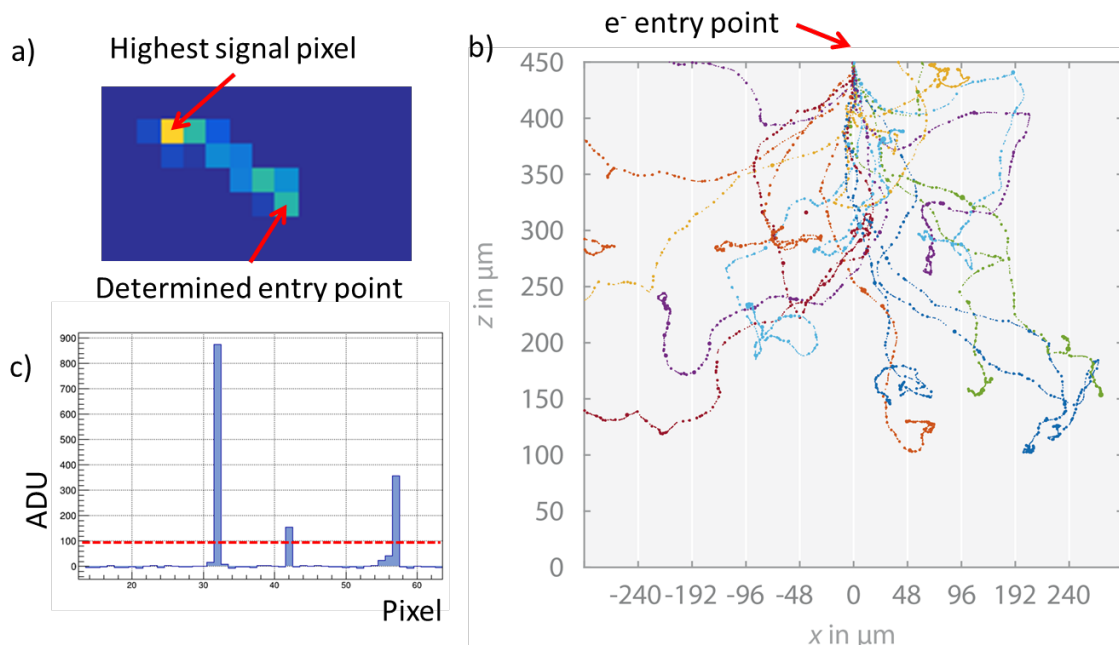 a)
Highest signal pixel
Determined entry point
b)
e⁻ entry point
450
400
350
300
250
200
150
100
50
0
z in µm
-240 -192 -96 -48 0 48 96 192 240
x in µm
c)
900
800
700
600
500
400
300
200
100
0
ADU
20 30 40 50 60
Pixel